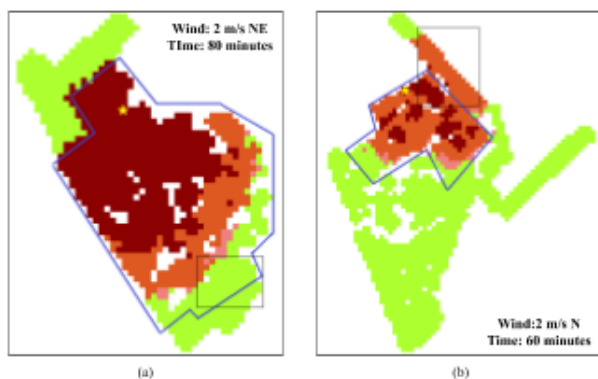 Wind: 2 m/s NE
TIme: 80 minutes
Wind:2 m/s N
Time: 60 minutes
(a)
(b)